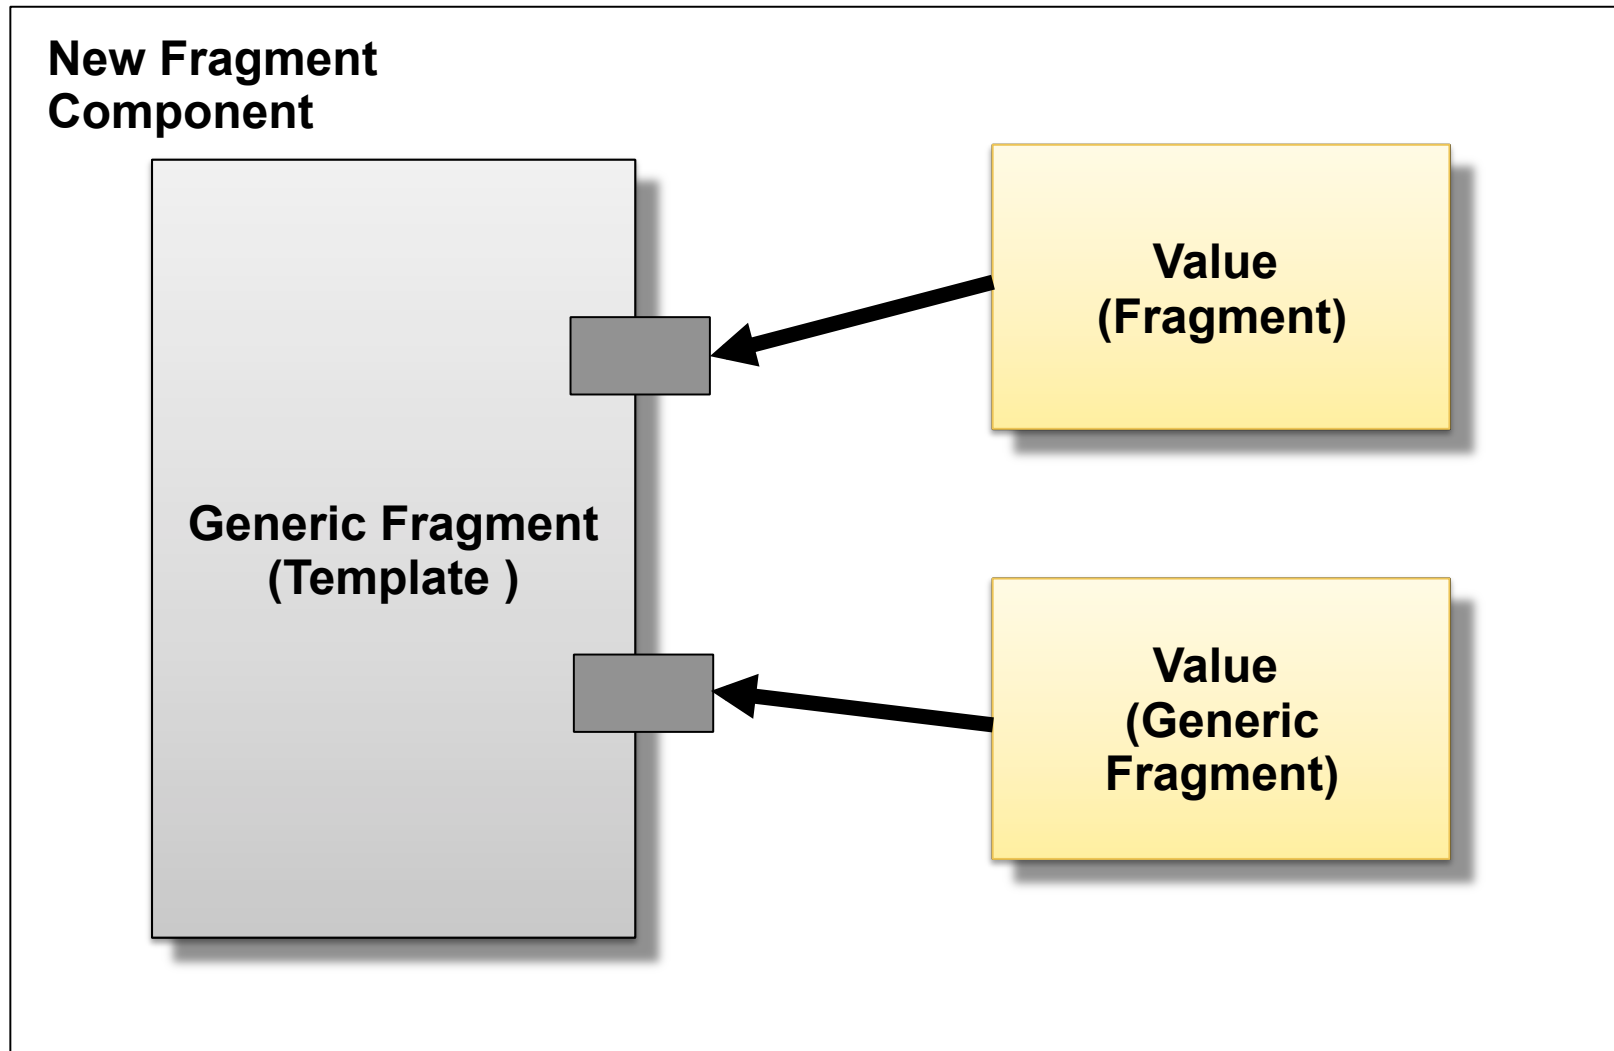 New Fragment
Component
Value
(Fragment)
Generic Fragment
(Template )
Value
(Generic
Fragment)